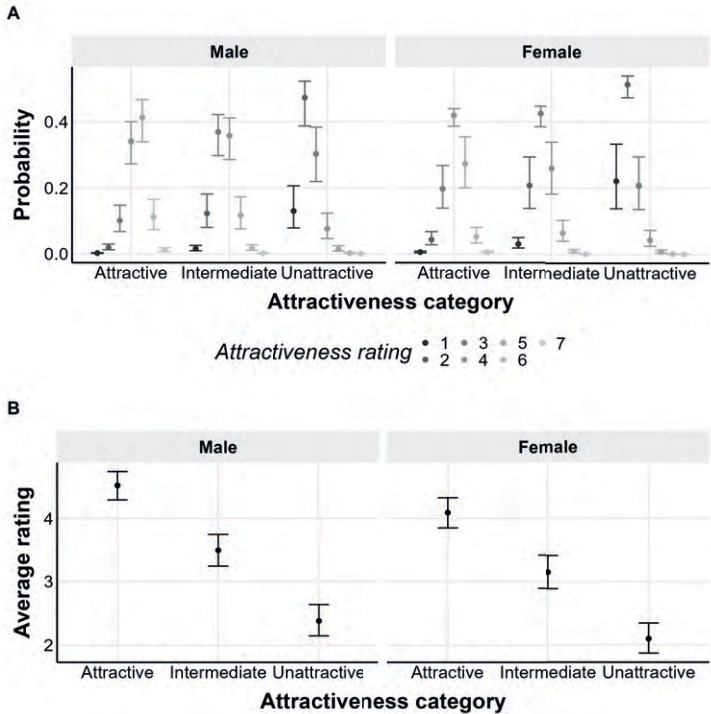 A
Male Female
Probability
0.4
0.2
0.0
Attractive Intermediate Unattractive Attractive Intermediate Unattractive
Attractiveness category
Attractiveness rating 1 3 5 7
2 4 6
B
Male Female
Average rating
4
3
2
Attractive Intermediate Unattractive Attractive Intermediate Unattractive
Attractiveness category